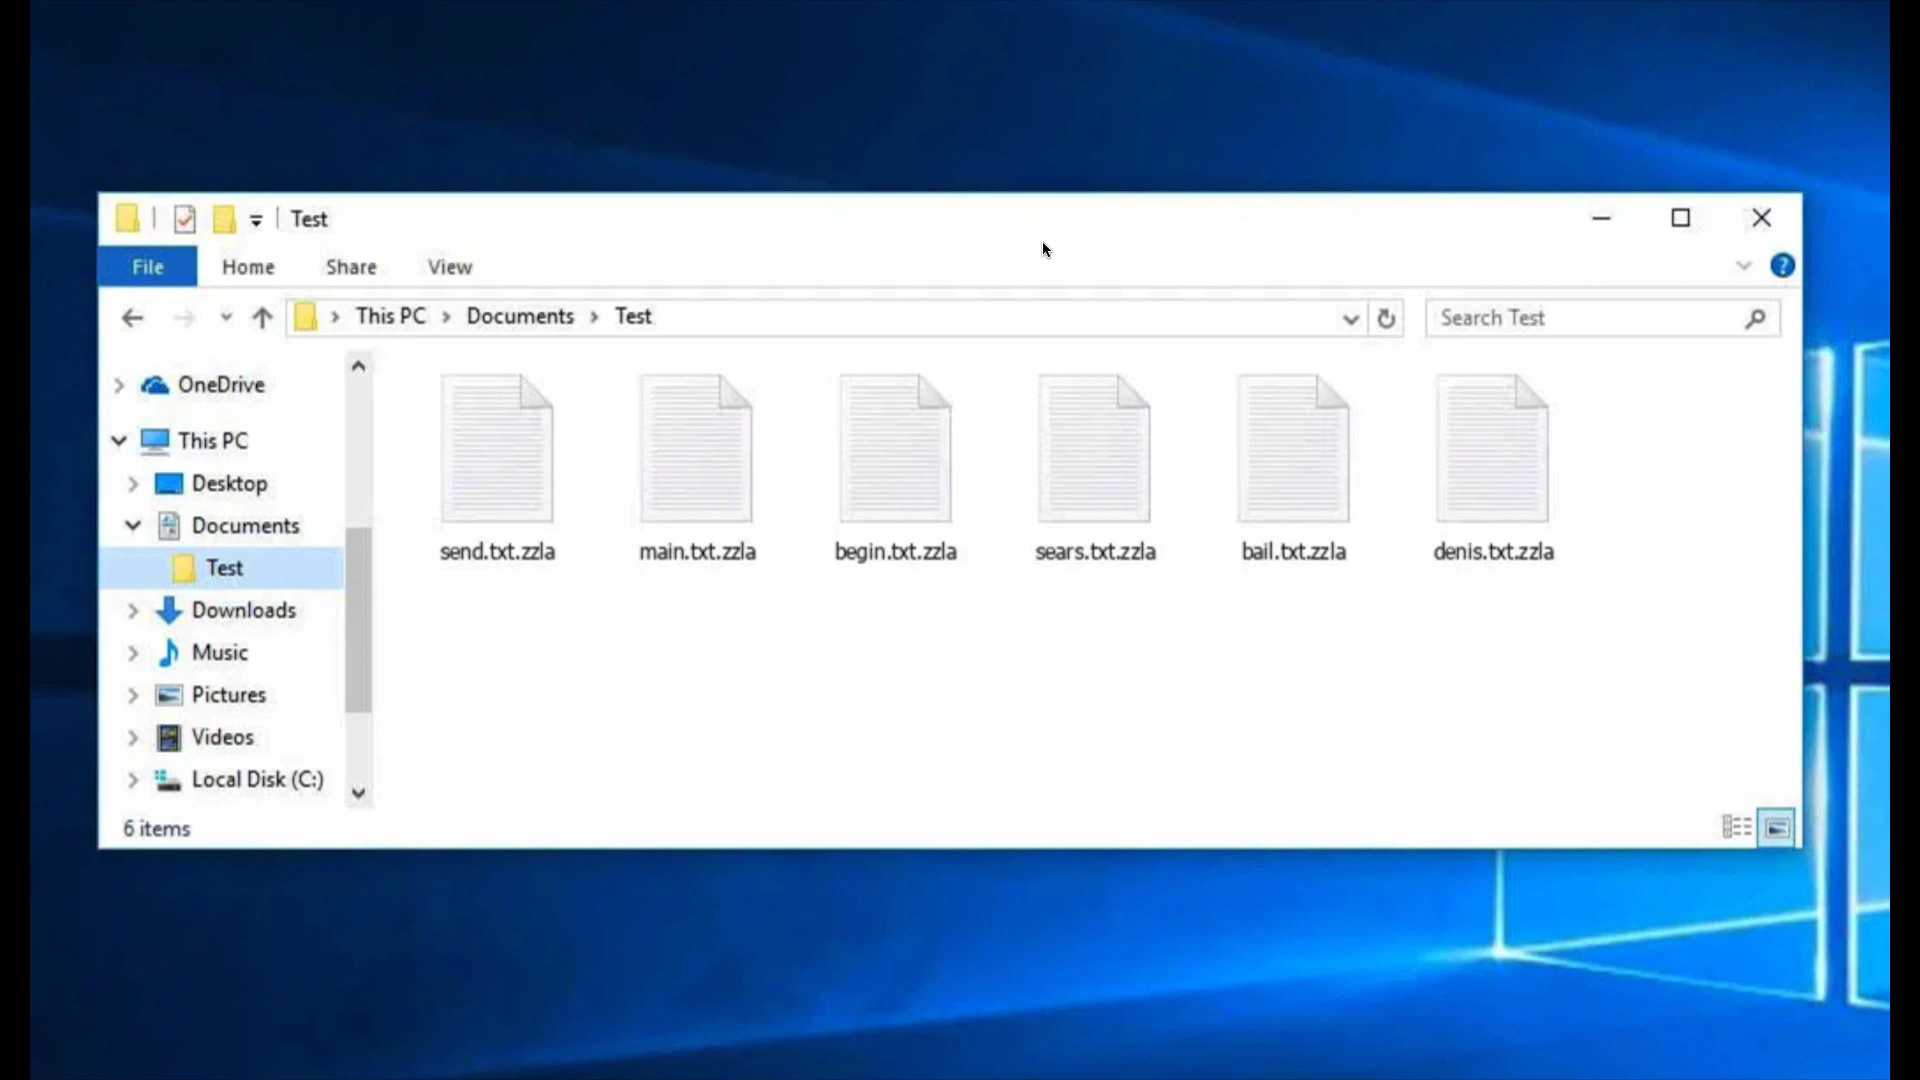 Test
File Home Share View
This PC Documents Test
Search Test
OneDrive
This PC
Desktop
Documents
Test
Downloads
Music
Pictures
Videos
Local Disk (C:)
send.txt.zzla main.txt.zzla begin.txt.zzla sears.txt.zzla bail.txt.zzla denis.txt.zzla
6 items